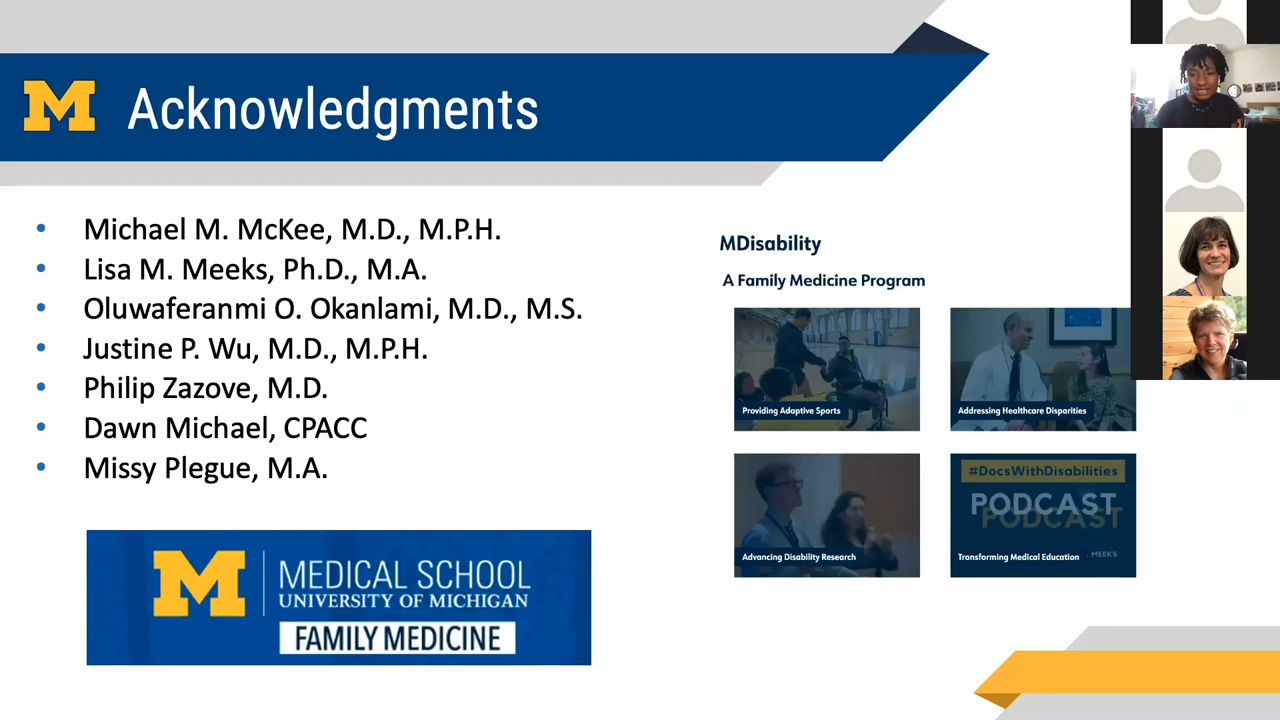 M Acknowledgments
• Michael M. McKee, M.D., M.P.H.
• Lisa M. Meeks, Ph.D., M.A.
• Oluwaferanmi O. Okanlami, M.D., M.S.
• Justine P. Wu, M.D., M.P.H.
• Philip Zazove, M.D.
• Dawn Michael, CPACC
• Missy Plegue, M.A.
M MEDICAL SCHOOL
UNIVERSITY OF MICHIGAN
FAMILY MEDICINE
MDisability
A Family Medicine Program
Providing Adaptive Sports
Addressing Healthcare Disparities
Advancing Disability Research
#DocsWithDisabilities
PODCAST
PODCAST
Transforming Medical Education
MEEKS